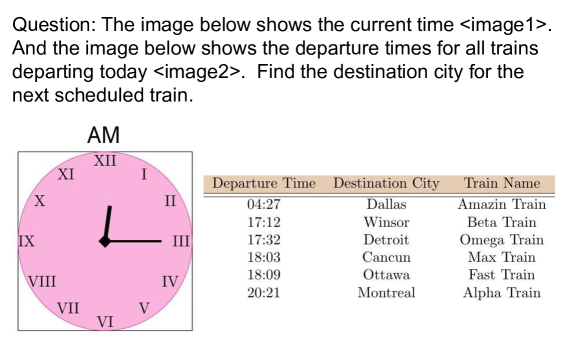 Question: The image below shows the current time <image1>.
And the image below shows the departure times for all trains
departing today <image2>.  Find the destination city for the
next scheduled train.
AM
XII
XI I
X II
IX III
VIII IV
VII V
VI
Departure Time Destination City Train Name
04:27 Dallas Amazin Train
17:12 Winsor Beta Train
17:32 Detroit Omega Train
18:03 Cancun Max Train
18:09 Ottawa Fast Train
20:21 Montreal Alpha Train